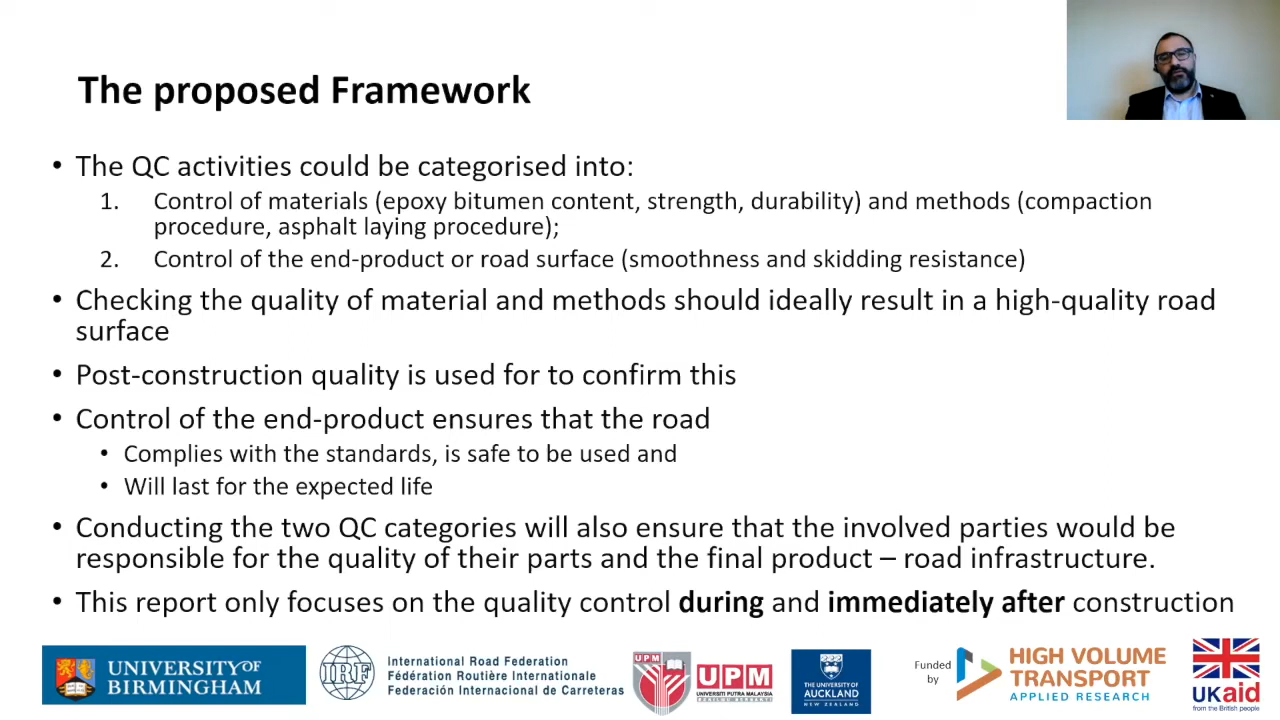 The proposed Framework
• The QC activities could be categorised into:
1. Control of materials (epoxy bitumen content, strength, durability) and methods (compaction
procedure, asphalt laying procedure);
2. Control of the end-product or road surface (smoothness and skidding resistance)
• Checking the quality of material and methods should ideally result in a high-quality road
surface
• Post-construction quality is used for to confirm this
• Control of the end-product ensures that the road
• Complies with the standards, is safe to be used and
• Will last for the expected life
• Conducting the two QC categories will also ensure that the involved parties would be
responsible for the quality of their parts and the final product – road infrastructure.
• This report only focuses on the quality control during and immediately after construction
UNIVERSITY OF
BIRMINGHAM
IRF
International Road Federation
Fédération Routière Internationale
Federación Internacional de Carreteras
UPM
UPM
UNIVERSITI PUTRA MALAYSIA
THE UNIVERSITY OF
AUCKLAND
NEW ZEALAND
Funded
by
HIGH VOLUME
TRANSPORT
APPLIED RESEARCH
UKaid
from the British people